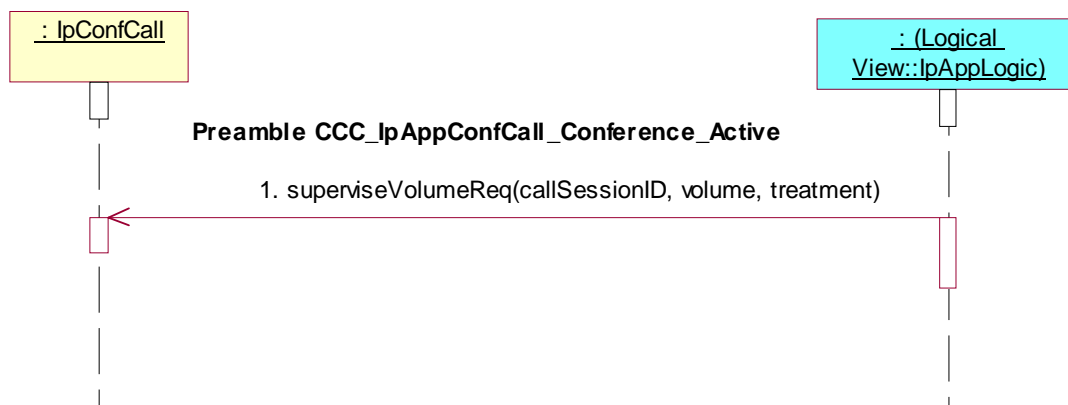 : IpConfCall
: (Logical
View::IpAppLogic)
Preamble CCC_IpAppConfCall_Conference_Active
1. superviseVolumeReq(callSessionID, volume, treatment)